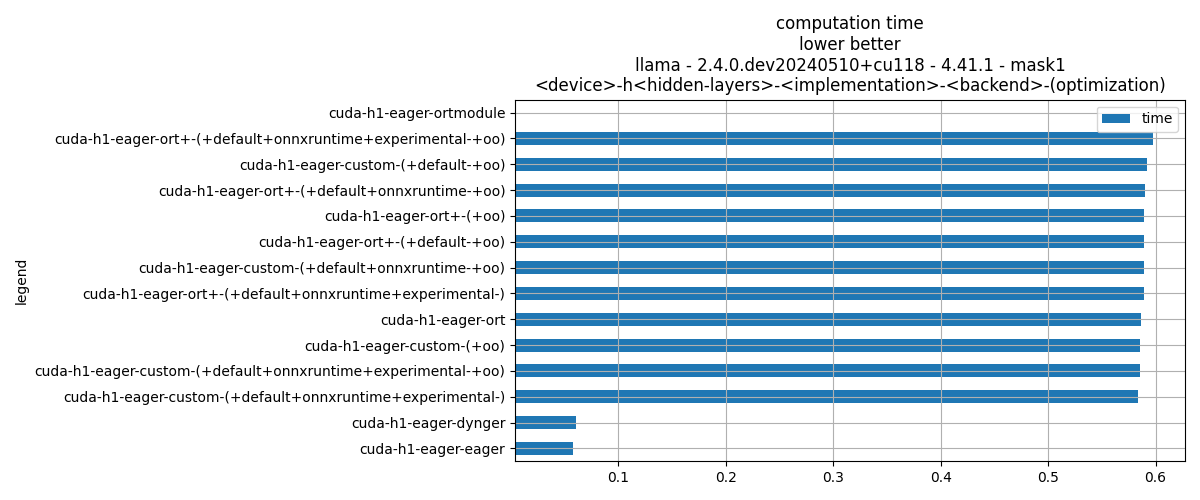 computation time
lower better
llama - 2.4.0.dev20240510+cu118 - 4.41.1 - mask1
<device>-h<hidden-layers>-<implementation>-<backend>-(optimization)
time
legend
cuda-h1-eager-ortmodule
cuda-h1-eager-ort+-(+default+onnxruntime+experimental-+oo)
cuda-h1-eager-custom-(+default-+oo)
cuda-h1-eager-ort+-(+default+onnxruntime-+oo)
cuda-h1-eager-ort+-(+oo)
cuda-h1-eager-ort+-(+default-+oo)
cuda-h1-eager-custom-(+default+onnxruntime-+oo)
cuda-h1-eager-ort+-(+default+onnxruntime+experimental-)
cuda-h1-eager-ort
cuda-h1-eager-custom-(+oo)
cuda-h1-eager-custom-(+default+onnxruntime+experimental-+oo)
cuda-h1-eager-custom-(+default+onnxruntime+experimental-)
cuda-h1-eager-dynger
cuda-h1-eager-eager
0.1 0.2 0.3 0.4 0.5 0.6